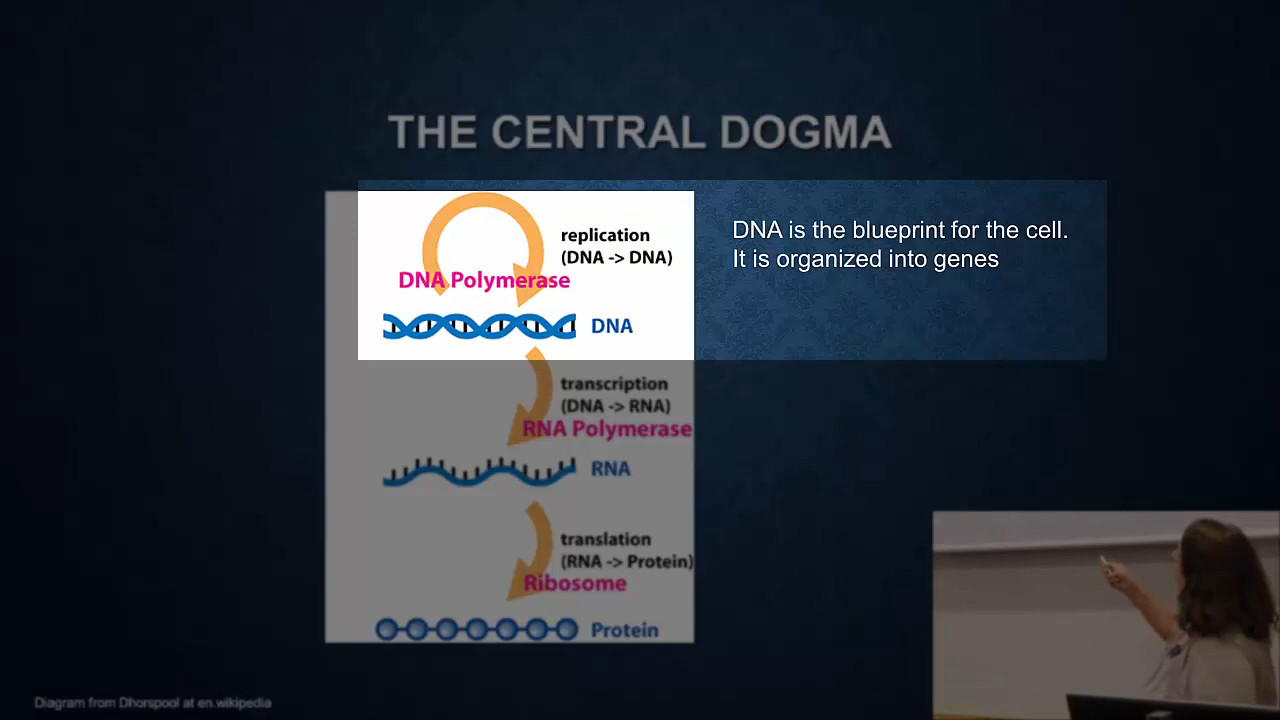 THE CENTRAL DOGMA
replication
(DNA -> DNA)
DNA Polymerase
DNA
DNA is the blueprint for the cell.
It is organized into genes
transcription
(DNA -> RNA)
RNA Polymerase
RNA
translation
(RNA -> Protein)
Ribosome
Protein
Diagram from Dhorspool at en.wikipedia